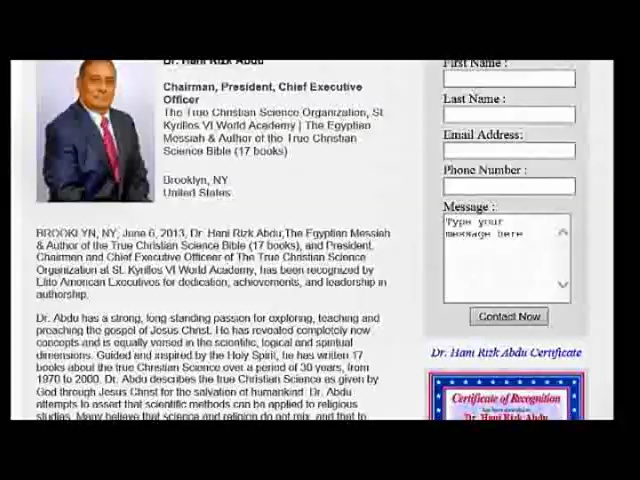 Dr. Hani Rizk Abdu
Chairman, President, Chief Executive
Officer
The True Christian Science Organization, St.
Kyrillos VI World Academy | The Egyptian
Messiah & Author of the True Christian
Science Bible (17 books)
Brooklyn, NY
United States
BROOKLYN, NY, June 6, 2013, Dr. Hani Rizk Abdu,The Egyptian Messiah
& Author of the True Christian Science Bible (17 books), and President,
Chairman and Chief Executive Officer of The True Christian Science
Organization at St. Kyrillos VI World Academy, has been recognized by
Elite American Executives for dedication, achievements, and leadership in
authorship.
Dr. Abdu has a strong, long-standing passion for exploring, teaching and
preaching the gospel of Jesus Christ. He has revealed completely now
concepts and is equally versed in the scientific, logical and spiritual
dimensions. Guided and inspired by the Holy Spirit, he has written 17
books about the true Christian Science over a period of 30 years, from
1970 to 2000. Dr. Abdu describes the true Christian Science as given by
God through Jesus Christ for the salvation of humankind. Dr. Abdu
attempts to assert that scientific methods can be applied to religious
studies. Many believe that science and religion do not mix, and that to
First Name :
Last Name :
Email Address:
Phone Number :
Message :
Type your
message here
Contact Now
Dr. Hani Rizk Abdu Certificate
Certificate of Recognition
has been awarded to
Dr. Hani Rizk Abdu